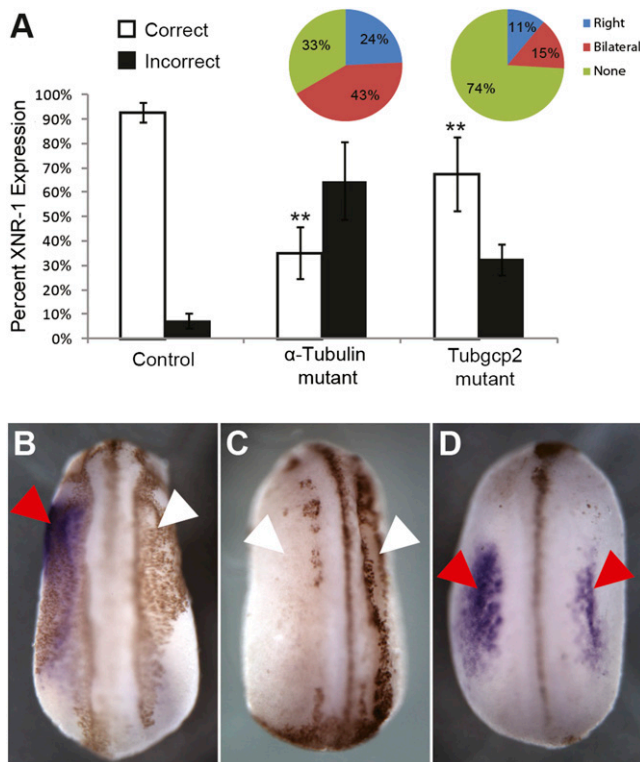 A
Correct
Incorrect
33%
24%
43%
11%
15%
74%
Right
Bilateral
None
Percent XNR-1 Expression
100%
90%
80%
70%
60%
50%
40%
30%
20%
10%
0%
**
**
Control
α-Tubulin
mutant
Tubgcp2
mutant
B
C
D